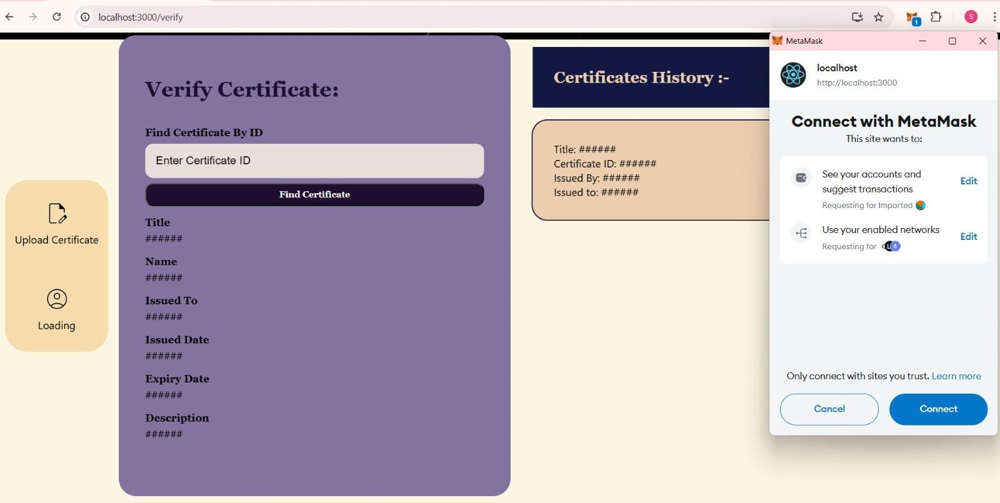 localhost:3000/verify
1
S
Verify Certificate:
Find Certificate By ID
Enter Certificate ID
Find Certificate
Title
######
Name
######
Issued To
######
Issued Date
######
Expiry Date
######
Description
######
Upload Certificate
Loading
Certificates History :-
Title: ######
Certificate ID: ######
Issued By: ######
Issued to: ######
MetaMask
localhost
http://localhost:3000
Connect with MetaMask
This site wants to:
See your accounts and
suggest transactions
Edit
Requesting for Imported
Use your enabled networks
Edit
Requesting for
Only connect with sites you trust. Learn more
Cancel
Connect